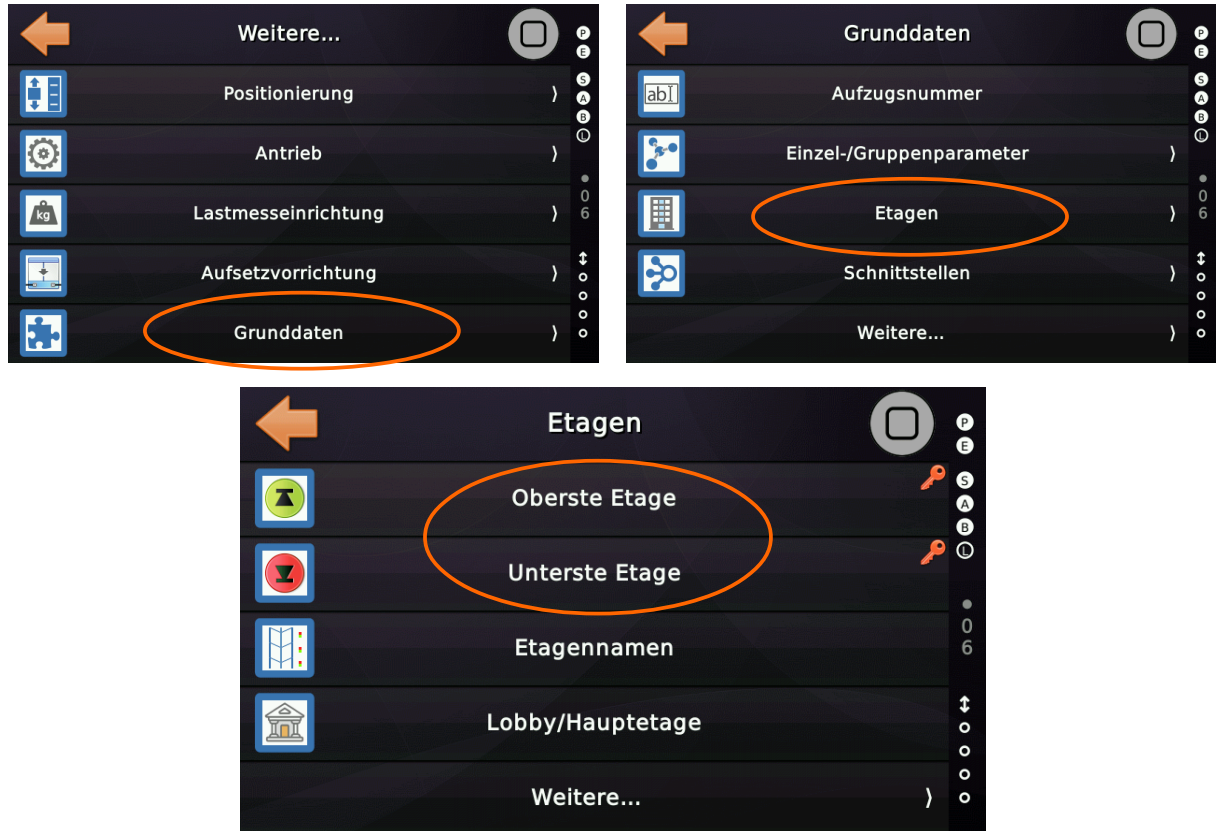 Weitere...
Positionierung
Antrieb
kg
Lastmesseinrichtung
Aufsetzvorrichtung
Grunddaten
P
E
S
A
B
L
0
6
Grunddaten
abI
Aufzugsnummer
Einzel-/Gruppenparameter
Etagen
Schnittstellen
Weitere...
P
E
S
A
B
L
0
6
Etagen
Oberste Etage
Unterste Etage
Etagennamen
Lobby/Hauptetage
Weitere...
P
E
S
A
B
L
0
6